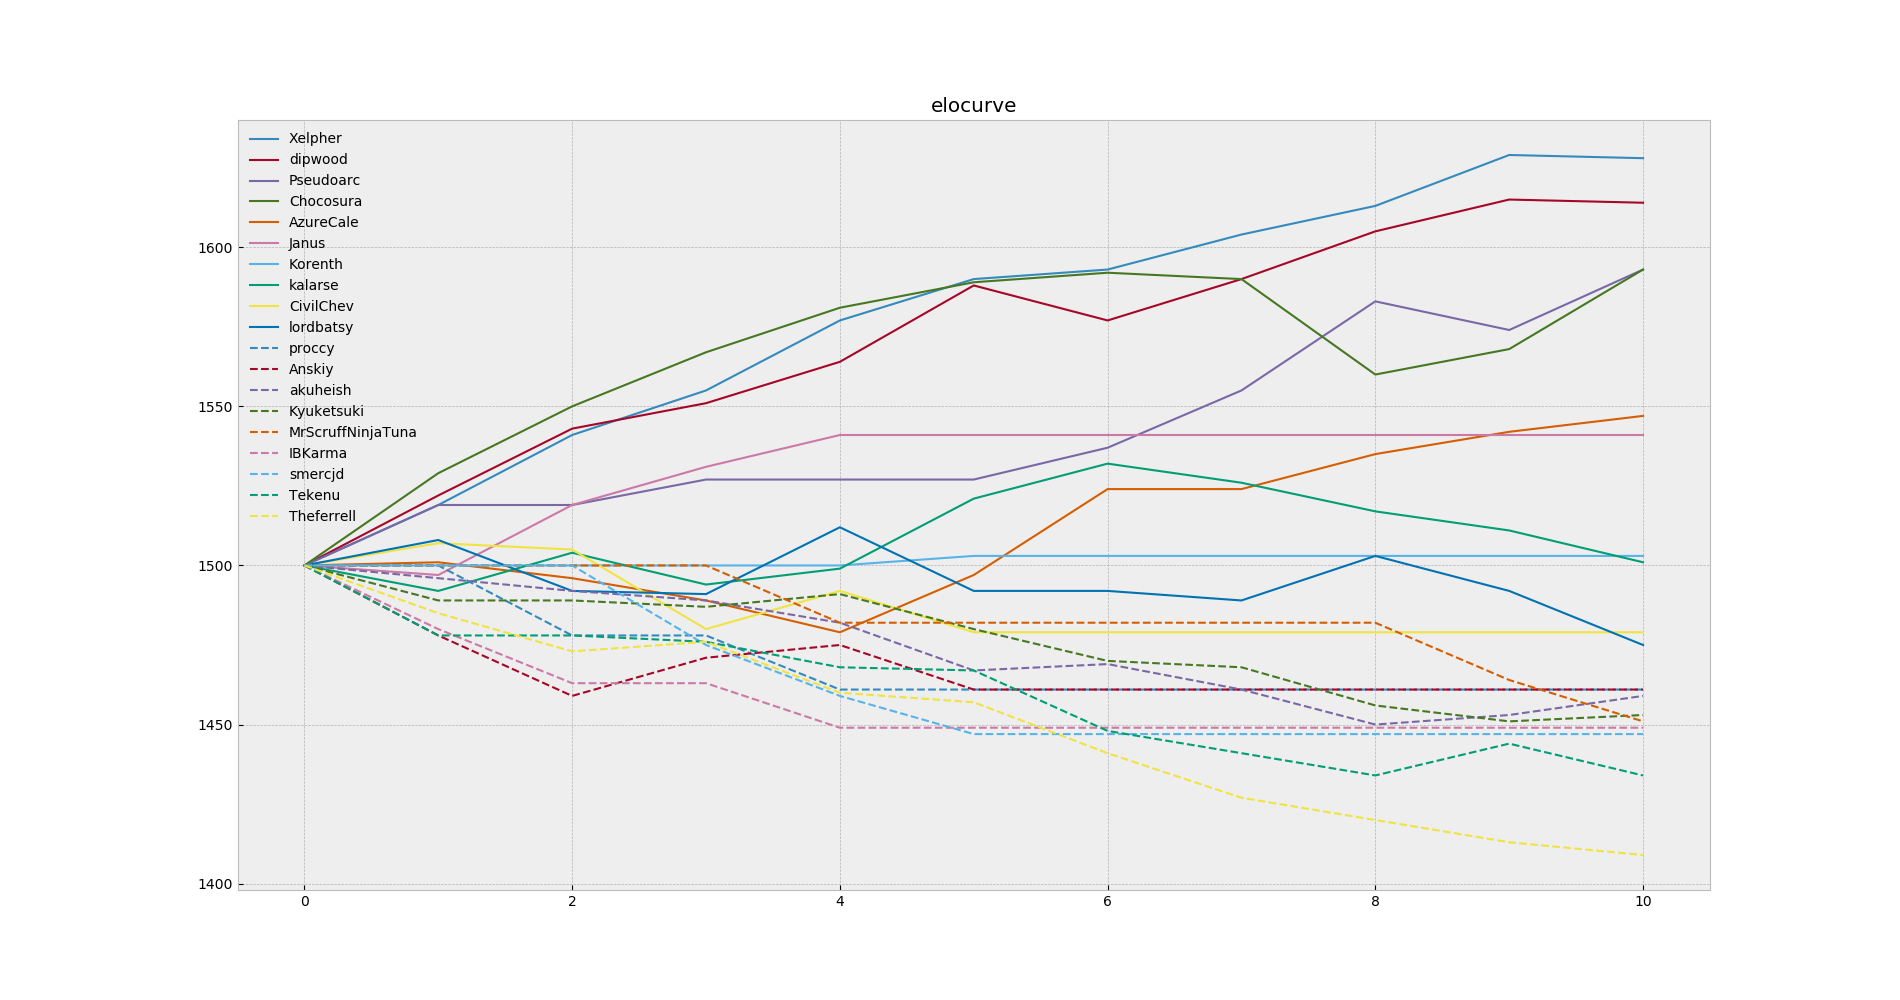 elocurve
Xelpher
dipwood
Pseudoarc
Chocosura
AzureCale
Janus
Korenth
kalarse
CivilChev
lordbatsy
proccy
Anskiy
akuheish
Kyuketsuki
MrScruffNinjaTuna
IBKarma
smercjd
Tekenu
Theferrell
1600
1550
1500
1450
1400
0 2 4 6 8 10